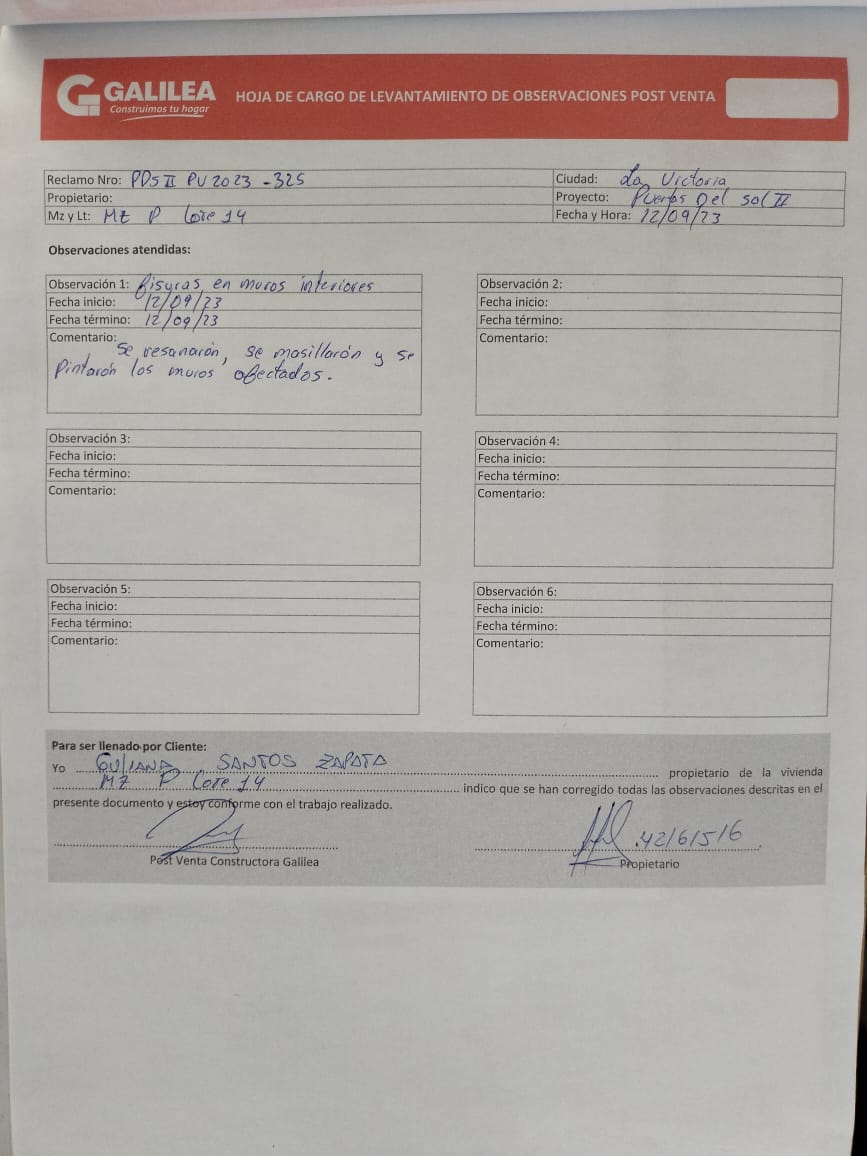 GALILEA
Construimos tu hogar
HOJA DE CARGO DE LEVANTAMIENTO DE OBSERVACIONES POST VENTA
Reclamo Nro: PDS II PV 2023 - 325
Ciudad: La Victoria
Propietario:
Proyecto: Puertas Del Sol II
Mz y Lt: MZ P Lote 14
Fecha y Hora: 12/09/23
Observaciones atendidas:
Observación 1: Fisuras en muros interiores
Fecha inicio: 12/09/23
Fecha término: 12/09/23
Comentario:
Se resanarón, se masillarón y se
Pintarón los muros afectados.
Observación 2:
Fecha inicio:
Fecha término:
Comentario:
Observación 3:
Fecha inicio:
Fecha término:
Comentario:
Observación 4:
Fecha inicio:
Fecha término:
Comentario:
Observación 5:
Fecha inicio:
Fecha término:
Comentario:
Observación 6:
Fecha inicio:
Fecha término:
Comentario:
Para ser llenado por Cliente:
Yo GULIANA SANTOS ZAPATA propietario de la vivienda
MZ P Lote 14 indico que se han corregido todas las observaciones descritas en el
presente documento y estoy conforme con el trabajo realizado.
42161516
Post Venta Constructora Galilea
Propietario